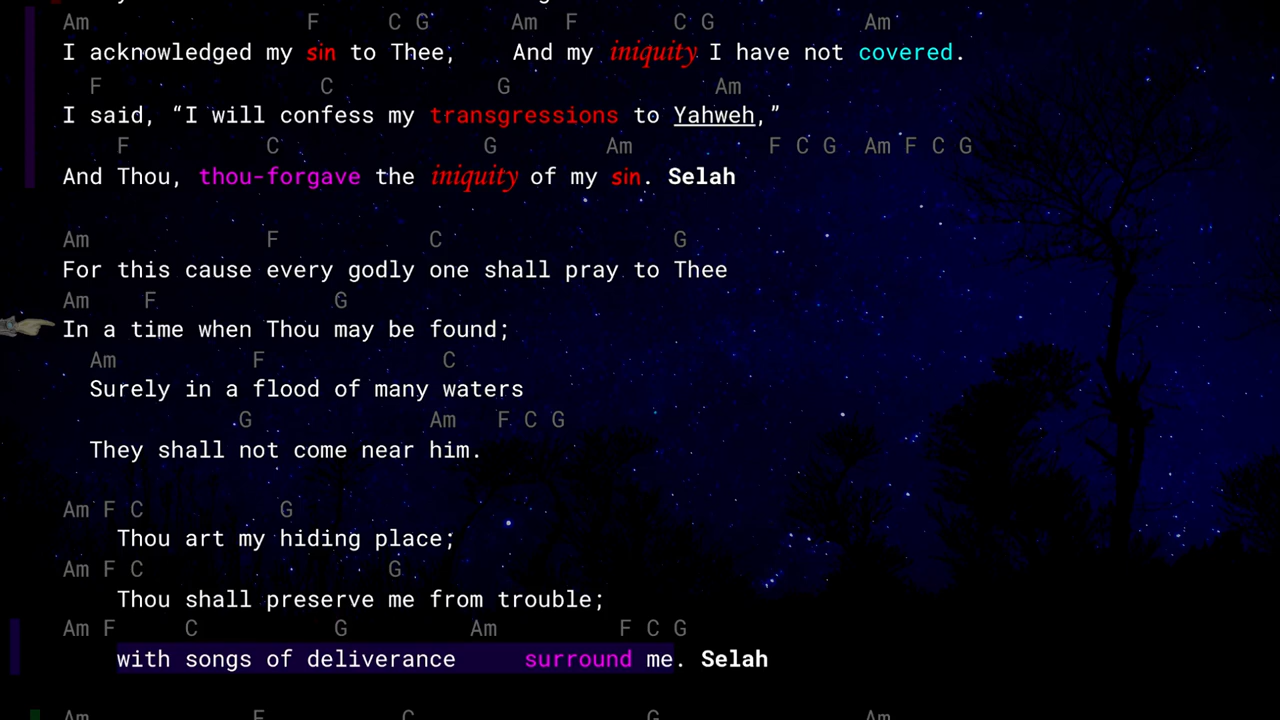 Am F C G Am F C G Am
I acknowledged my sin to Thee, And my iniquity I have not covered.
F C G Am
I said, “I will confess my transgressions to Yahweh,”
F C G Am F C G Am F C G
And Thou, thou-forgave the iniquity of my sin. Selah
Am F C G
For this cause every godly one shall pray to Thee
Am F G
In a time when Thou may be found;
Am F C
Surely in a flood of many waters
G Am F C G
They shall not come near him.
Am F C G
Thou art my hiding place;
Am F C G
Thou shall preserve me from trouble;
Am F C G Am F C G
with songs of deliverance surround me. Selah
Am F C G Am